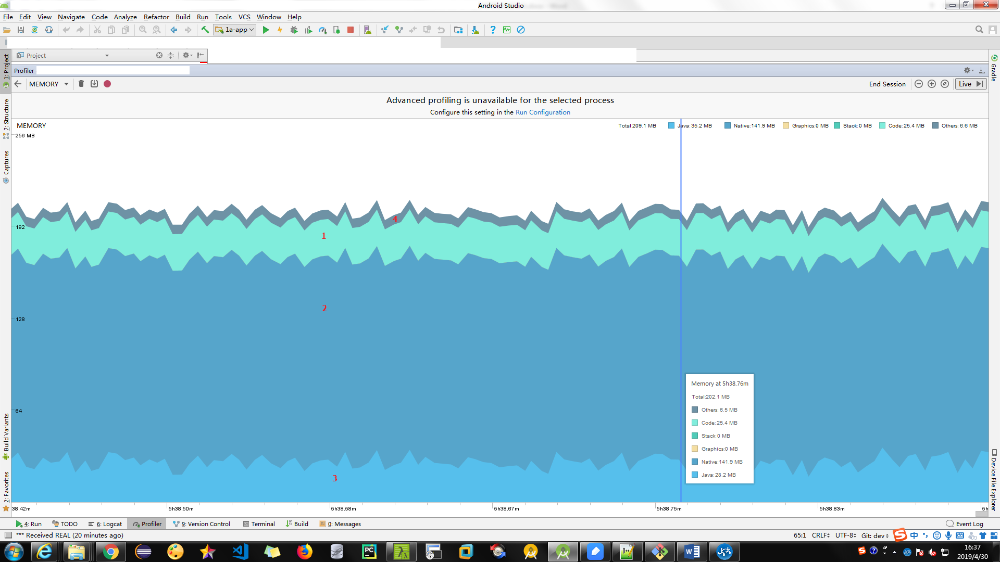 Android Studio
File Edit View Navigate Code Analyze Refactor Build Run Tools VCS Window Help
1a-app
Project
1: Project
7: Structure
Captures
Build Variants
2: Favorites
Gradle
Device File Explorer
Profiler -
MEMORY
End Session
Live
Advanced profiling is unavailable for the selected process
Configure this setting in the Run Configuration
MEMORY
Total:209.1 MB Java:35.2 MB Native:141.9 MB Graphics:0 MB Stack:0 MB Code:25.4 MB Others:6.6 MB
256 MB
192
128
64
4
1
2
3
Memory at 5h38.76m
Total:202.1 MB
Others:6.5 MB
Code:25.4 MB
Stack:0 MB
Graphics:0 MB
Native:141.9 MB
Java:28.2 MB
38.42m 5h38.50m 5h38.58m 5h38.67m 5h38.75m 5h38.83m 5h
4: Run TODO 6: Logcat Profiler 9: Version Control Terminal Build 0: Messages Event Log
*** Received REAL (20 minutes ago)
65:1 CRLF UTF-8 Git: dev
中
PC
W
16:37
2019/4/30